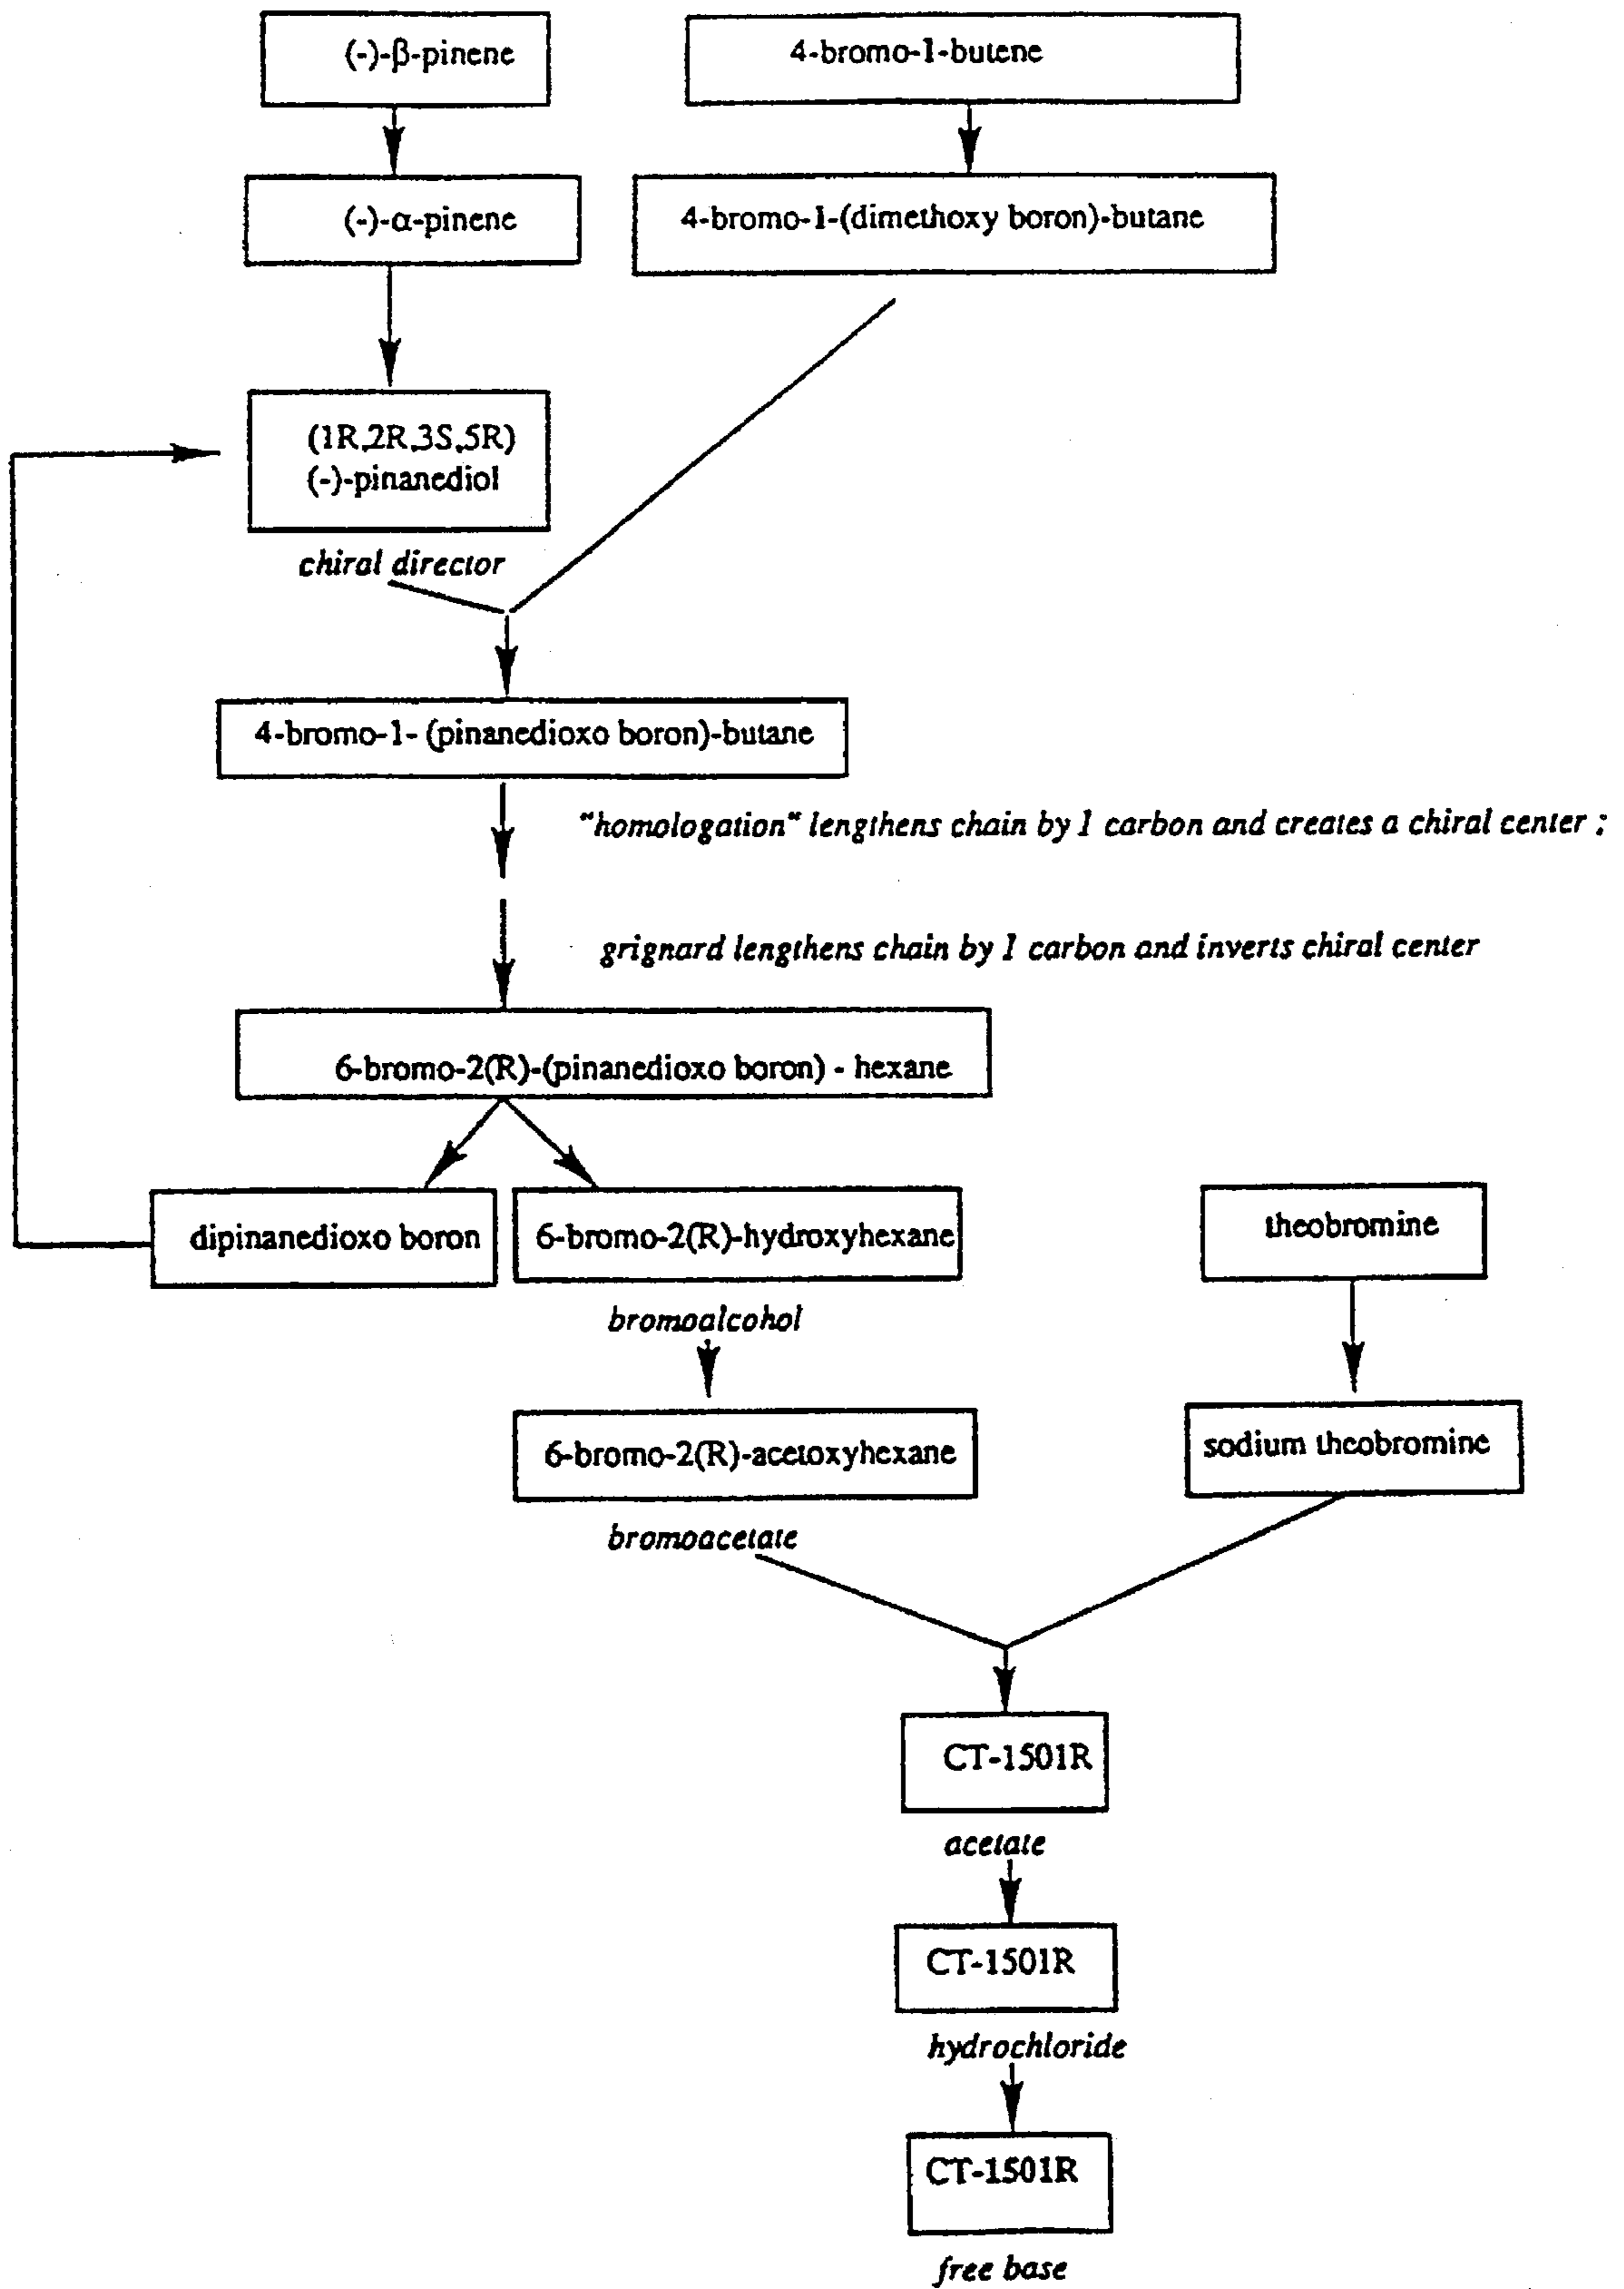 (-)-β-pinene
4-bromo-1-butene
(-)-α-pinene
4-bromo-1-(dimethoxy boron)-butane
(1R,2R,3S,5R)
(-)-pinanediol
chiral director
4-bromo-1- (pinanedioxo boron)-butane
"homologation" lengthens chain by 1 carbon and creates a chiral center ;
grignard lengthens chain by 1 carbon and inverts chiral center
6-bromo-2(R)-(pinanedioxo boron) - hexane
dipinanedioxo boron
6-bromo-2(R)-hydroxyhexane
theobromine
bromoalcohol
6-bromo-2(R)-acetoxyhexane
sodium theobromine
bromoacetate
CT-1501R
acetate
CT-1501R
hydrochloride
CT-1501R
free base